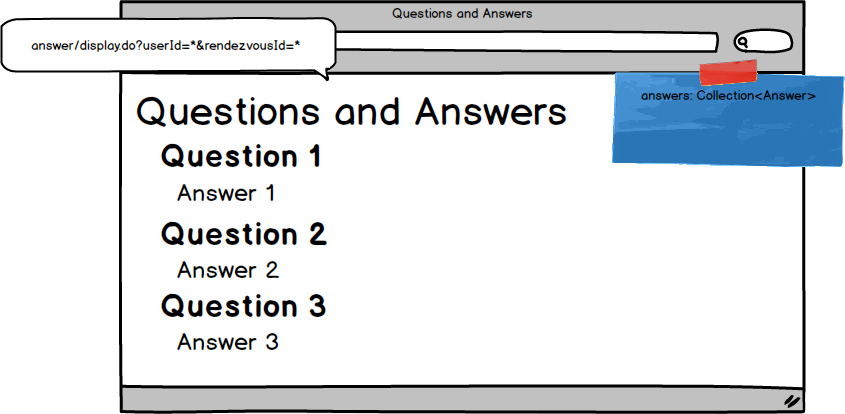 Questions and Answers
answer/display.do?userId=*&rendezvousId=*
answers: Collection<Answer>
Questions and Answers
Question 1
Answer 1
Question 2
Answer 2
Question 3
Answer 3